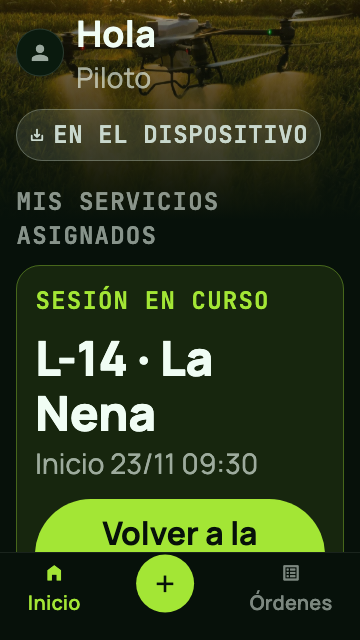 Hola
Piloto
EN EL DISPOSITIVO
MIS SERVICIOS
ASIGNADOS
SESIÓN EN CURSO
L-14 · La
Nena
Inicio 23/11 09:30
Volver a la
Inicio
Órdenes